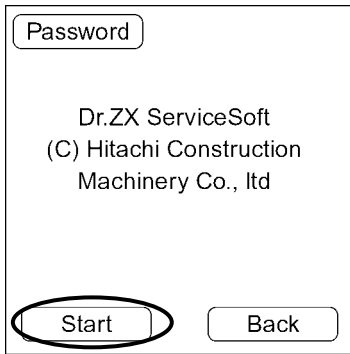 Password
Dr.ZX ServiceSoft
(C) Hitachi Construction
Machinery Co., ltd
Start Back